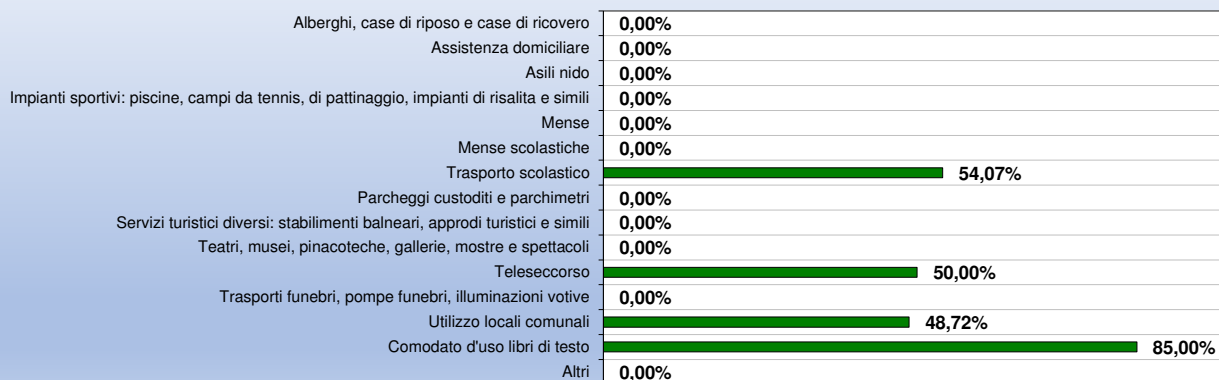 Alberghi, case di riposo e case di ricovero 0,00%
Assistenza domiciliare 0,00%
Asili nido 0,00%
Impianti sportivi: piscine, campi da tennis, di pattinaggio, impianti di risalita e simili 0,00%
Mense 0,00%
Mense scolastiche 0,00%
Trasporto scolastico 54,07%
Parcheggi custoditi e parchimetri 0,00%
Servizi turistici diversi: stabilimenti balneari, approdi turistici e simili 0,00%
Teatri, musei, pinacoteche, gallerie, mostre e spettacoli 0,00%
Teleseccorso 50,00%
Trasporti funebri, pompe funebri, illuminazioni votive 0,00%
Utilizzo locali comunali 48,72%
Comodato d'uso libri di testo 85,00%
Altri 0,00%